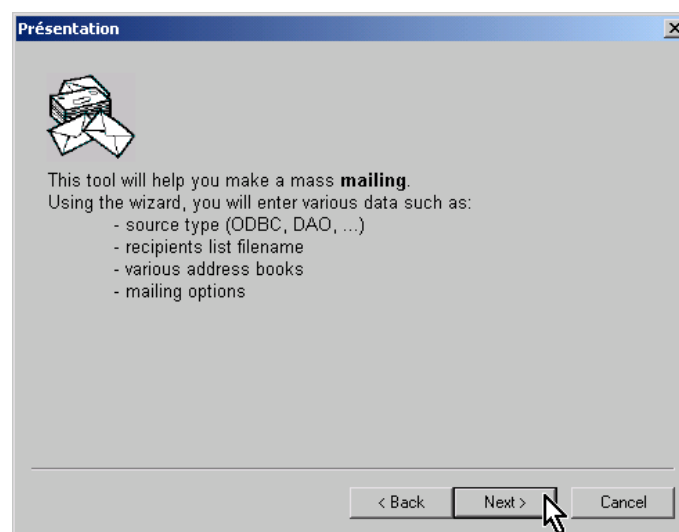 Présentation
This tool will help you make a mass mailing.
Using the wizard, you will enter various data such as:
- source type (ODBC, DAO, ...)
- recipients list filename
- various address books
- mailing options
< Back Next > Cancel